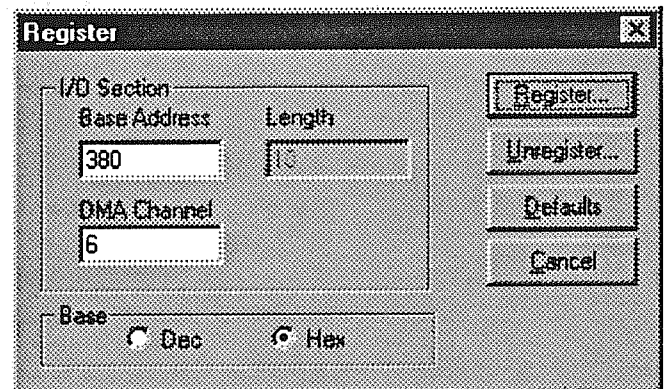 Register
I/O Section
Base Address
Length
380
DMA Channel
6
Base
Dec
Hex
Register...
Unregister...
Defaults
Cancel